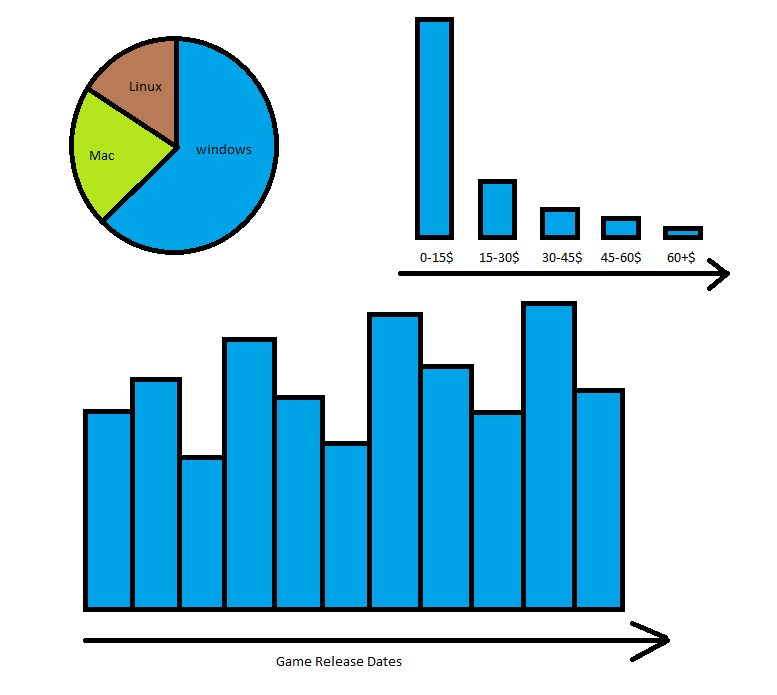 Linux
windows
Mac
0-15$ 15-30$ 30-45$ 45-60$ 60+$
Game Release Dates